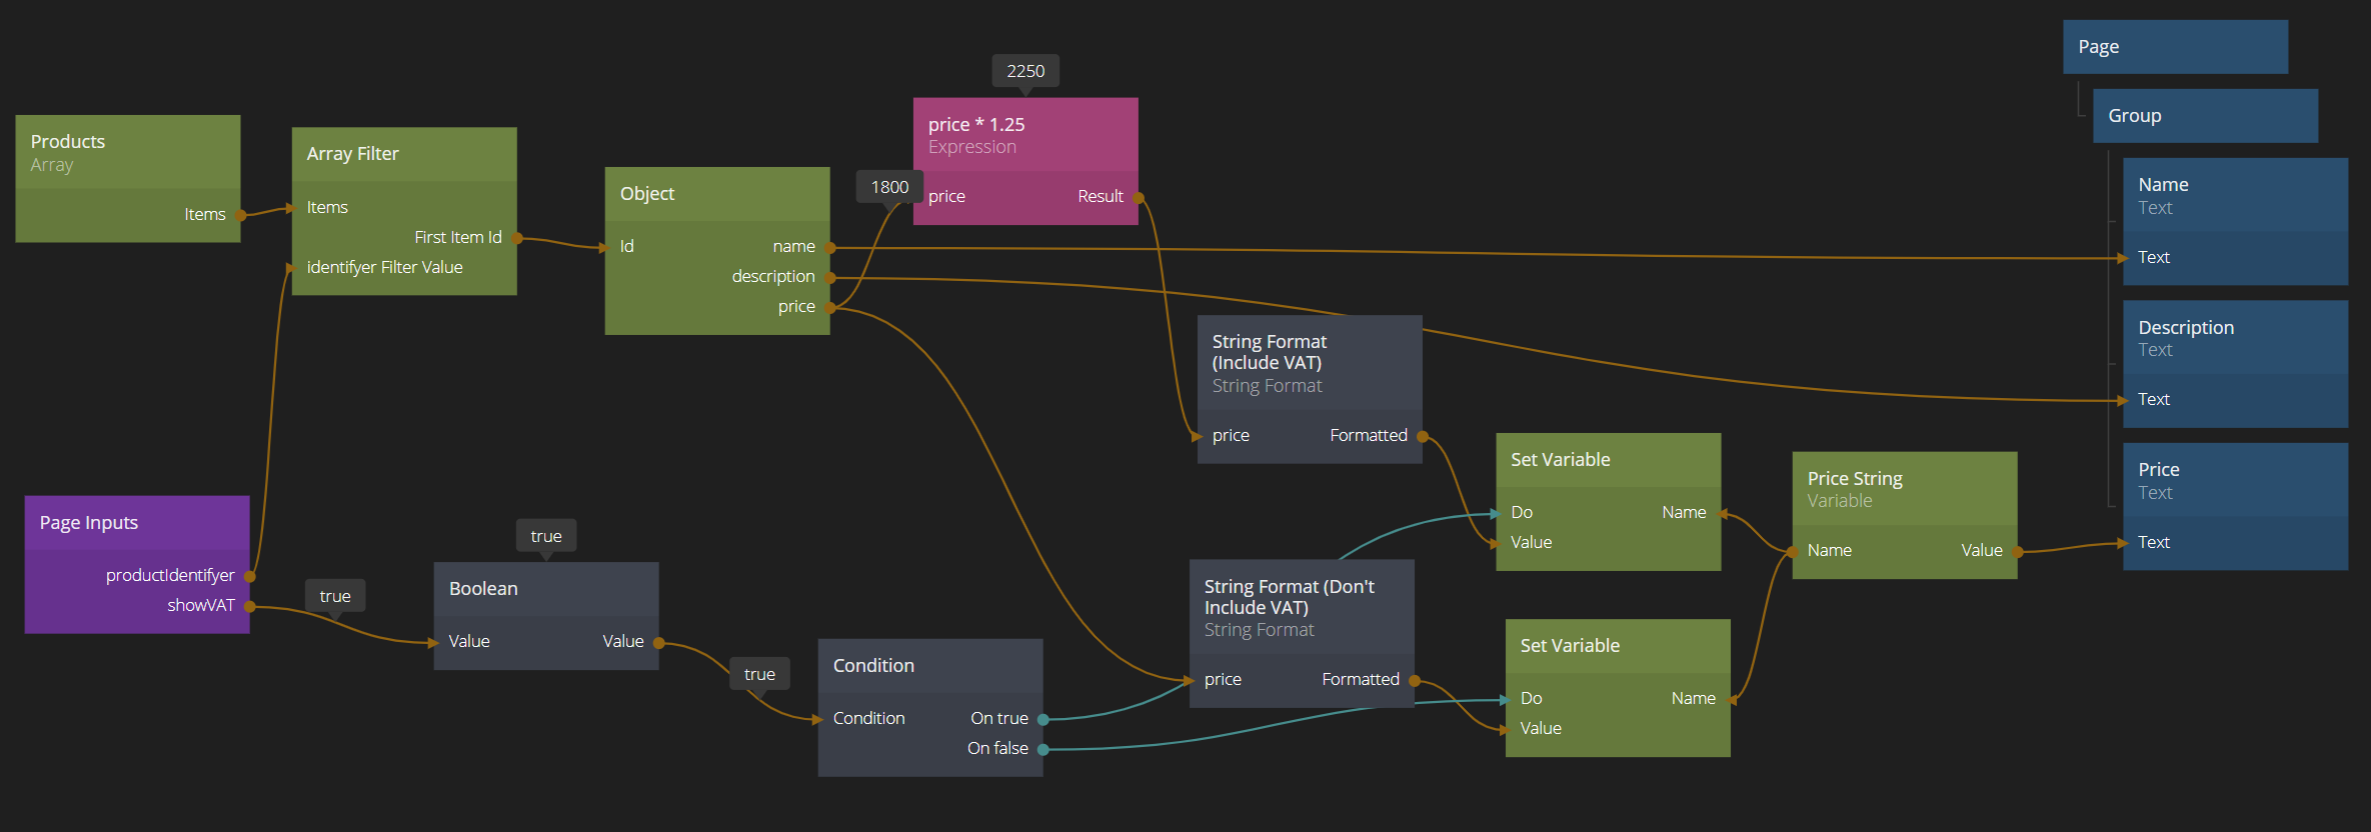 Products
Array
Items
Array Filter
Items
First Item Id
identifyer Filter Value
Object
Id
name
description
price
1800
2250
price * 1.25
Expression
price
Result
Page Inputs
productIdentifyer
showVAT
true
true
Boolean
Value
Value
true
Condition
Condition
On true
On false
String Format
(Include VAT)
String Format
price
Formatted
String Format (Don't
Include VAT)
String Format
price
Formatted
Set Variable
Do
Name
Value
Set Variable
Do
Name
Value
Price String
Variable
Name
Value
Page
Group
Name
Text
Text
Description
Text
Text
Price
Text
Text